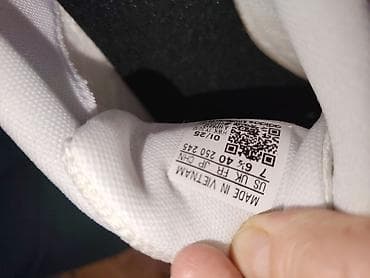 MADE IN VIETNAM
US UK FR JP CHN
7 6½ 40 250 245
01/25